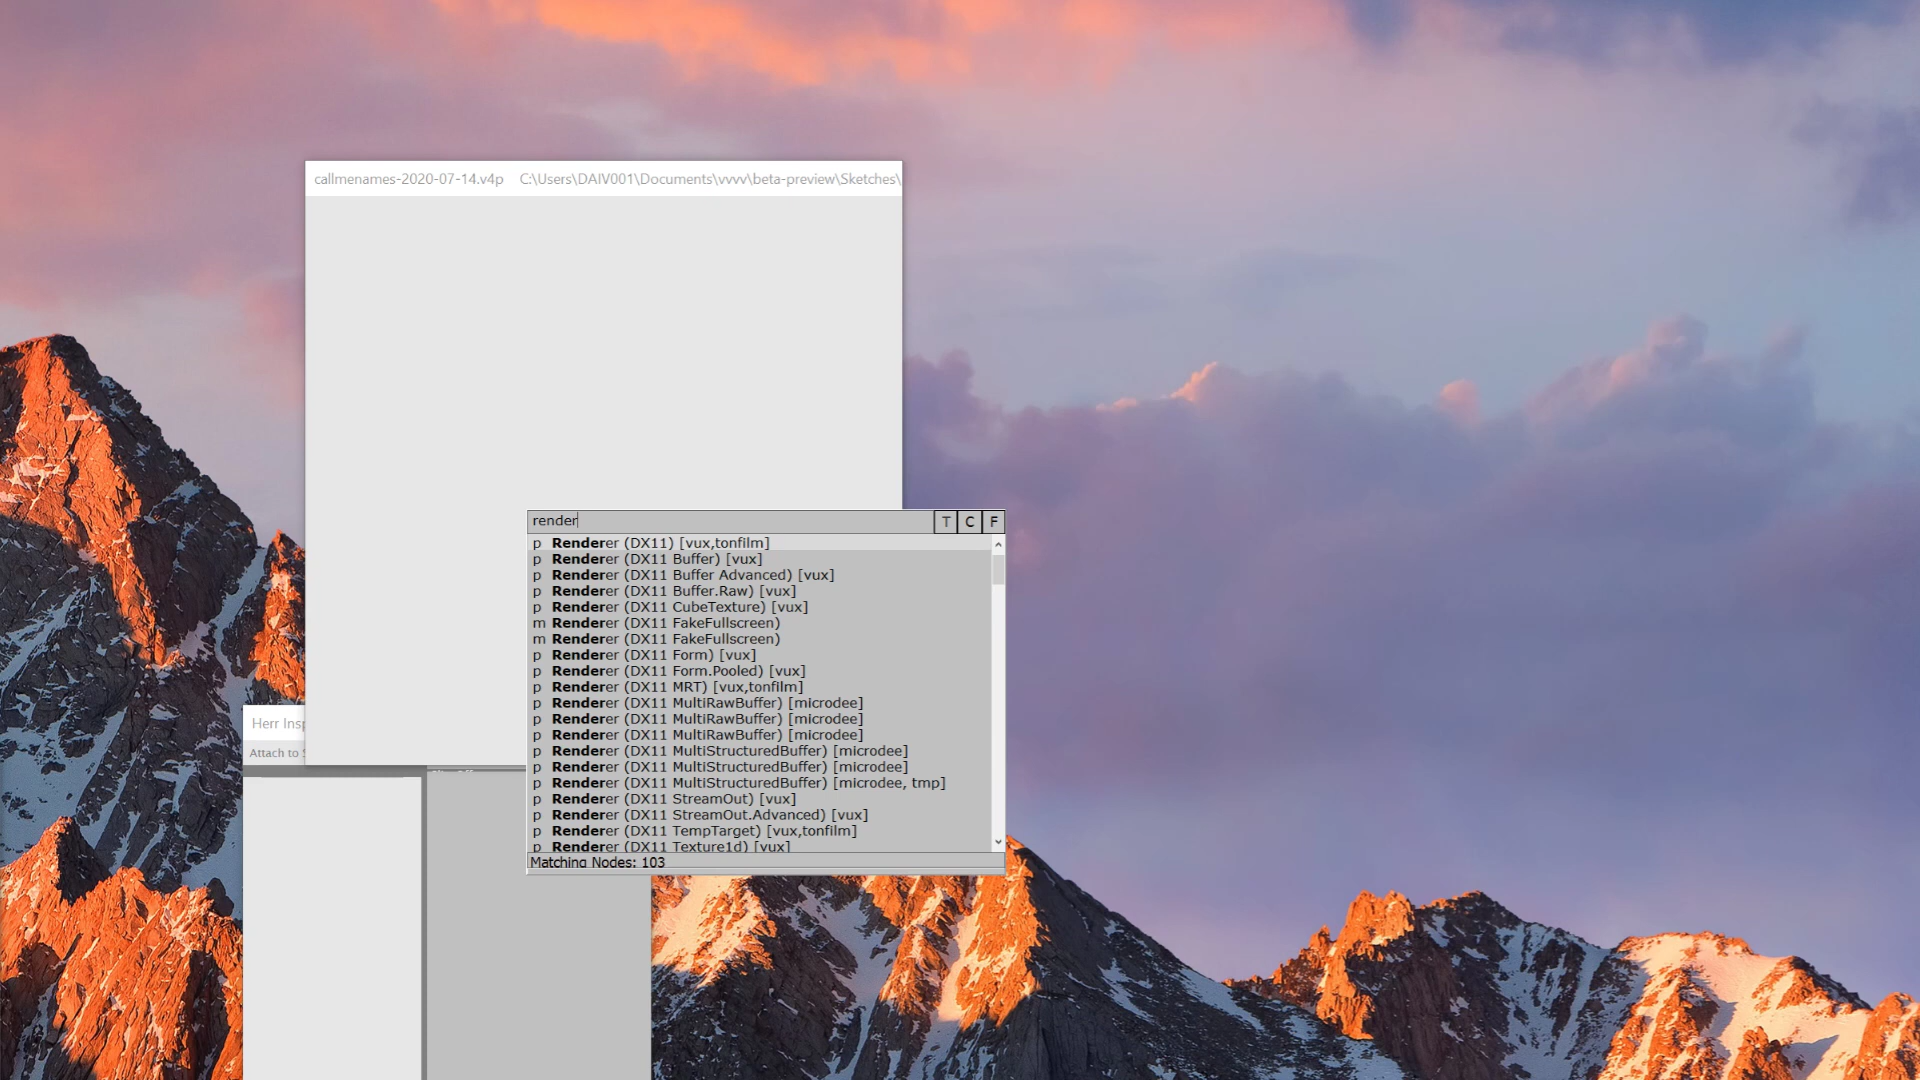 callmenames-2020-07-14.v4p C:\Users\DAIV001\Documents\vvvv\beta-preview\Sketches\
render
T C F
p Renderer (DX11) [vux,tonfilm]
p Renderer (DX11 Buffer) [vux]
p Renderer (DX11 Buffer Advanced) [vux]
p Renderer (DX11 Buffer.Raw) [vux]
p Renderer (DX11 CubeTexture) [vux]
m Renderer (DX11 FakeFullscreen)
m Renderer (DX11 FakeFullscreen)
p Renderer (DX11 Form) [vux]
p Renderer (DX11 Form.Pooled) [vux]
p Renderer (DX11 MRT) [vux,tonfilm]
p Renderer (DX11 MultiRawBuffer) [microdee]
p Renderer (DX11 MultiRawBuffer) [microdee]
p Renderer (DX11 MultiRawBuffer) [microdee]
p Renderer (DX11 MultiStructuredBuffer) [microdee]
p Renderer (DX11 MultiStructuredBuffer) [microdee]
p Renderer (DX11 MultiStructuredBuffer) [microdee, tmp]
p Renderer (DX11 StreamOut) [vux]
p Renderer (DX11 StreamOut.Advanced) [vux]
p Renderer (DX11 TempTarget) [vux,tonfilm]
p Renderer (DX11 Texture1d) [vux]
Matching Nodes: 103
Herr Insp
Attach to